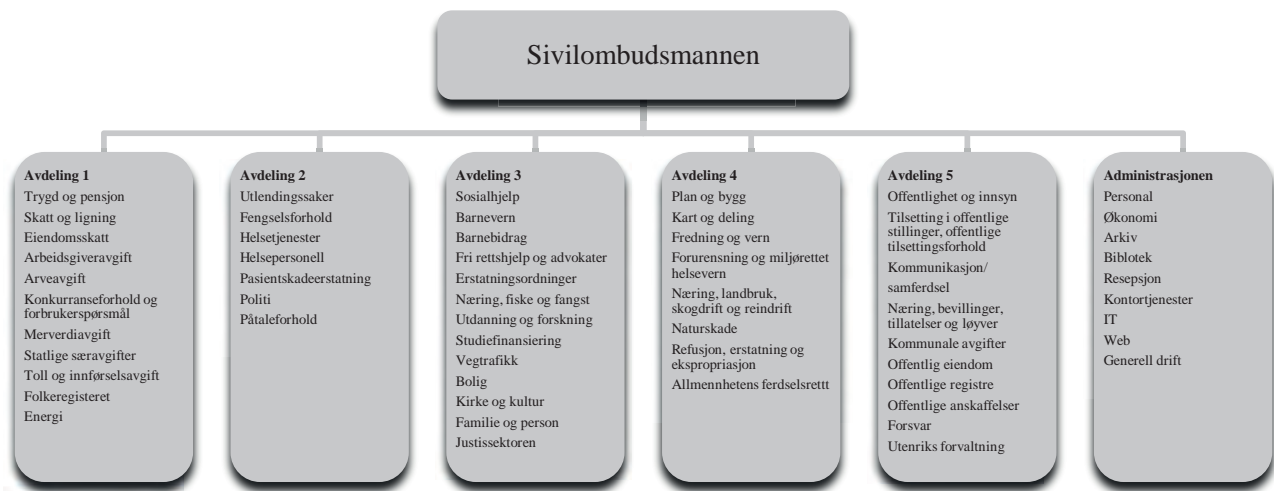 Sivilombudsmannen
Avdeling 1
Trygd og pensjon
Skatt og ligning
Eiendomsskatt
Arbeidsgiveravgift
Arveavgift
Konkurranseforhold og
forbrukerspørsmål
Merverdiavgift
Statlige særavgifter
Toll og innførselsavgift
Folkeregisteret
Energi
Avdeling 2
Utlendingssaker
Fengselsforhold
Helsetjenester
Helsepersonell
Pasientskadeerstatning
Politi
Påtaleforhold
Avdeling 3
Sosialhjelp
Barnevern
Barnebidrag
Fri rettshjelp og advokater
Erstatningsordninger
Næring, fiske og fangst
Utdanning og forskning
Studiefinansiering
Vegtrafikk
Bolig
Kirke og kultur
Familie og person
Justissektoren
Avdeling 4
Plan og bygg
Kart og deling
Fredning og vern
Forurensning og miljørettet
helsevern
Næring, landbruk,
skogdrift og reindrift
Naturskade
Refusjon, erstatning og
ekspropriasjon
Allmennhetens ferdselsrettt
Avdeling 5
Offentlighet og innsyn
Tilsetting i offentlige
stillinger, offentlige
tilsettingsforhold
Kommunikasjon/
samferdsel
Næring, bevillinger,
tillatelser og løyver
Kommunale avgifter
Offentlig eiendom
Offentlige registre
Offentlige anskaffelser
Forsvar
Utenriks forvaltning
Administrasjonen
Personal
Økonomi
Arkiv
Biblotek
Resepsjon
Kontortjenester
IT
Web
Generell drift